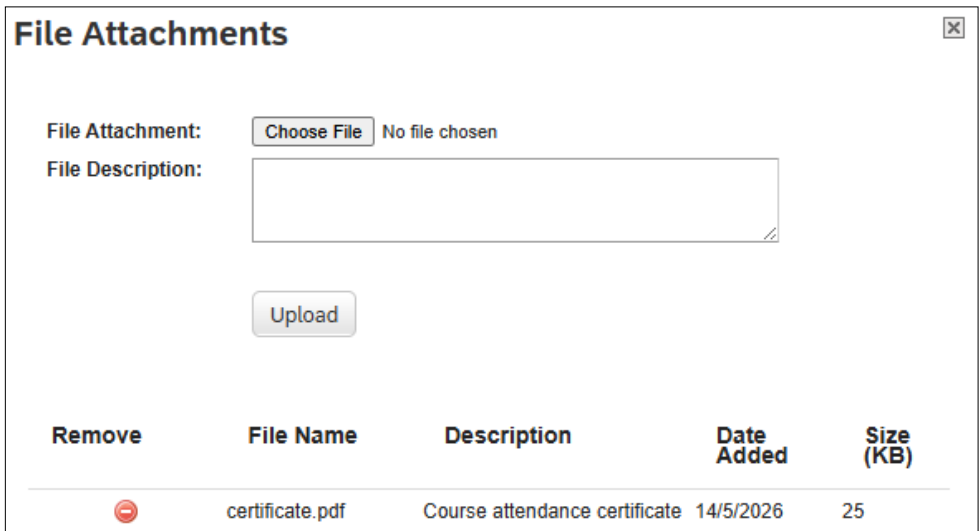 File Attachments
File Attachment: Choose File No file chosen
File Description:
Upload
Remove File Name Description Date Added Size (KB)
certificate.pdf Course attendance certificate 14/5/2026 25